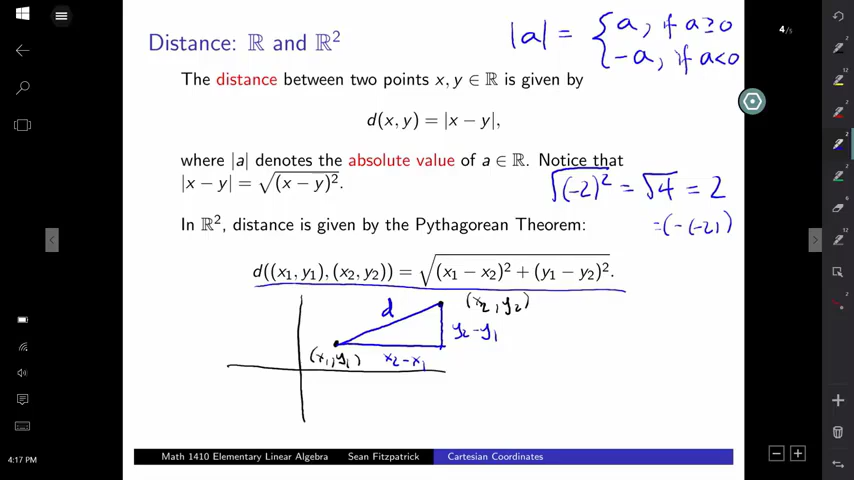 Distance: ℝ and ℝ²
|a| = { a, if a ≥ 0
-a, if a < 0
4/5
The distance between two points x, y ∈ ℝ is given by
d(x, y) = |x − y|,
where |a| denotes the absolute value of a ∈ ℝ. Notice that
|x − y| = √(x − y)².
√(-2)² = √4 = 2
= (-(-2))
In ℝ², distance is given by the Pythagorean Theorem:
d((x₁, y₁), (x₂, y₂)) = √(x₁ − x₂)² + (y₁ − y₂)².
d
(x₂, y₂)
y₂-y₁
(x₁, y₁)
x₂-x₁
Math 1410 Elementary Linear Algebra Sean Fitzpatrick Cartesian Coordinates
4:17 PM